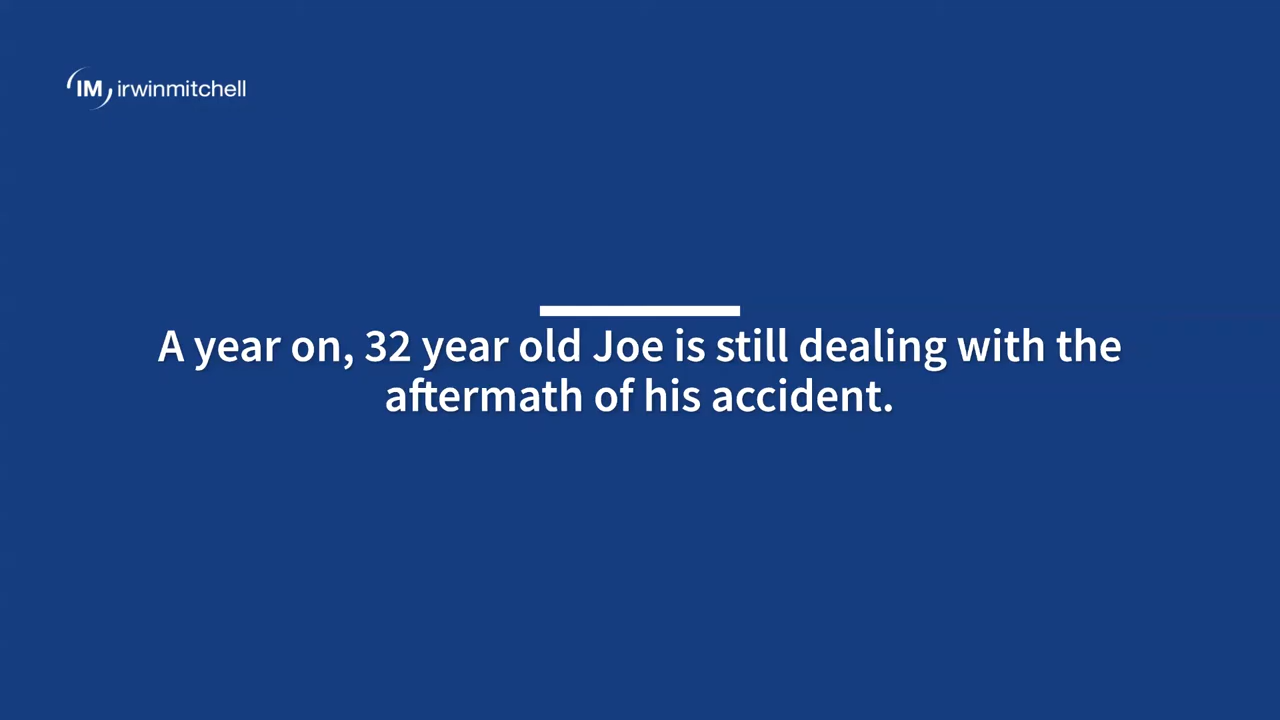 IM irwinmitchell
A year on, 32 year old Joe is still dealing with the
aftermath of his accident.